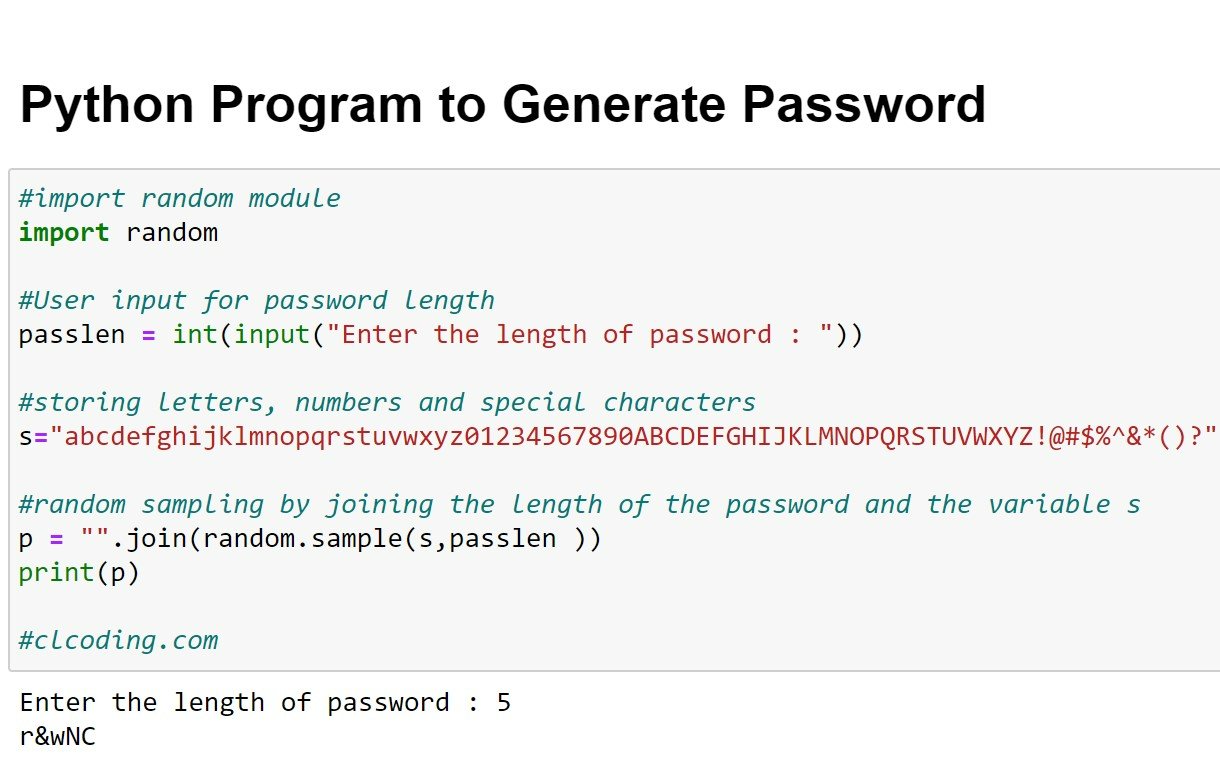 Python Program to Generate Password
#import random module
import random
#User input for password length
passlen = int(input("Enter the length of password : "))
#storing letters, numbers and special characters
s="abcdefghijklmnopqrstuvwxyz01234567890ABCDEFGHIJKLMNOPQRSTUVWXYZ!@#$%^&*()?"
#random sampling by joining the length of the password and the variable s
p = "".join(random.sample(s,passlen ))
print(p)
#clcoding.com
Enter the length of password : 5
r&wNC